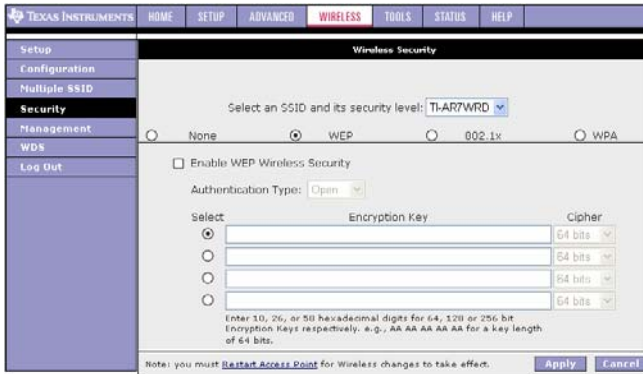 TEXAS INSTRUMENTS HOME SETUP ADVANCED WIRELESS TOOLS STATUS HELP
Setup
Configuration
Multiple SSID
Security
Management
WDS
Log Out
Wireless Security
Select an SSID and its security level: TI-AR7WRD
None WEP 802.1x WPA
Enable WEP Wireless Security
Authentication Type: Open
Select Encryption Key Cipher
64 bits
64 bits
64 bits
64 bits
Enter 10, 26, or 58 hexadecimal digits for 64, 128 or 256 bit
Encryption Keys respectively. e.g., AA AA AA AA AA for a key length
of 64 bits.
Note: you must Restart Access Point for Wireless changes to take effect. Apply Cancel